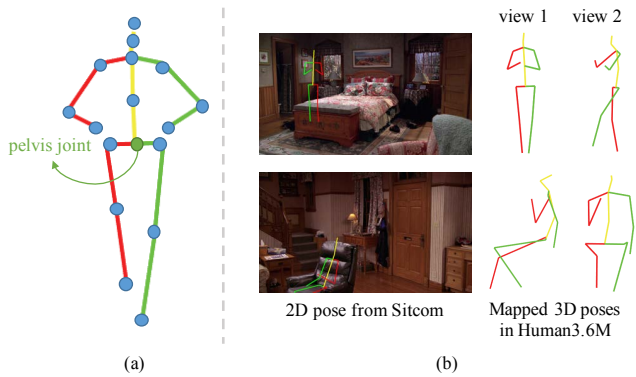 (a)
view 1
view 2
pelvis joint
2D pose from Sitcom
Mapped 3D poses
in Human3.6M
(b)